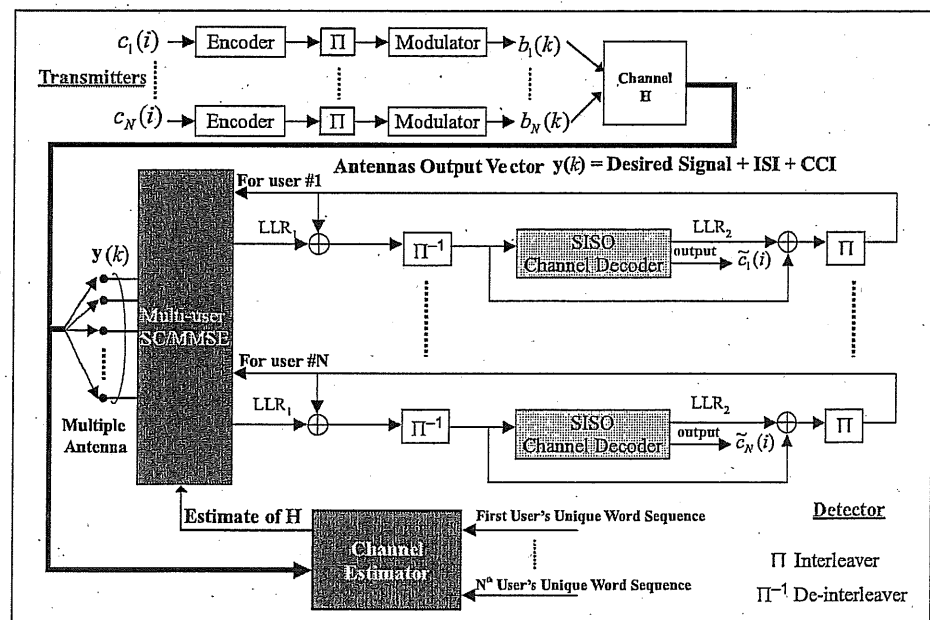 c₁(i) Encoder Π Modulator b₁(k)
Transmitters
Channel
H
c_N(i) Encoder Π Modulator b_N(k)
Antennas Output Vector y(k) = Desired Signal + ISI + CCI
For user #1
LLR₁ Π⁻¹ SISO
Channel Decoder LLR₂
output c̃₁(i) Π
y(k)
Multi-user
SC/MMSE
For user #N
LLR₁ Π⁻¹ SISO
Channel Decoder LLR₂
output c̃_N(i) Π
Multiple
Antenna
Estimate of H
Channel
Estimator
First User's Unique Word Sequence
Nᵗʰ User's Unique Word Sequence
Detector
Π Interleaver
Π⁻¹ De-interleaver